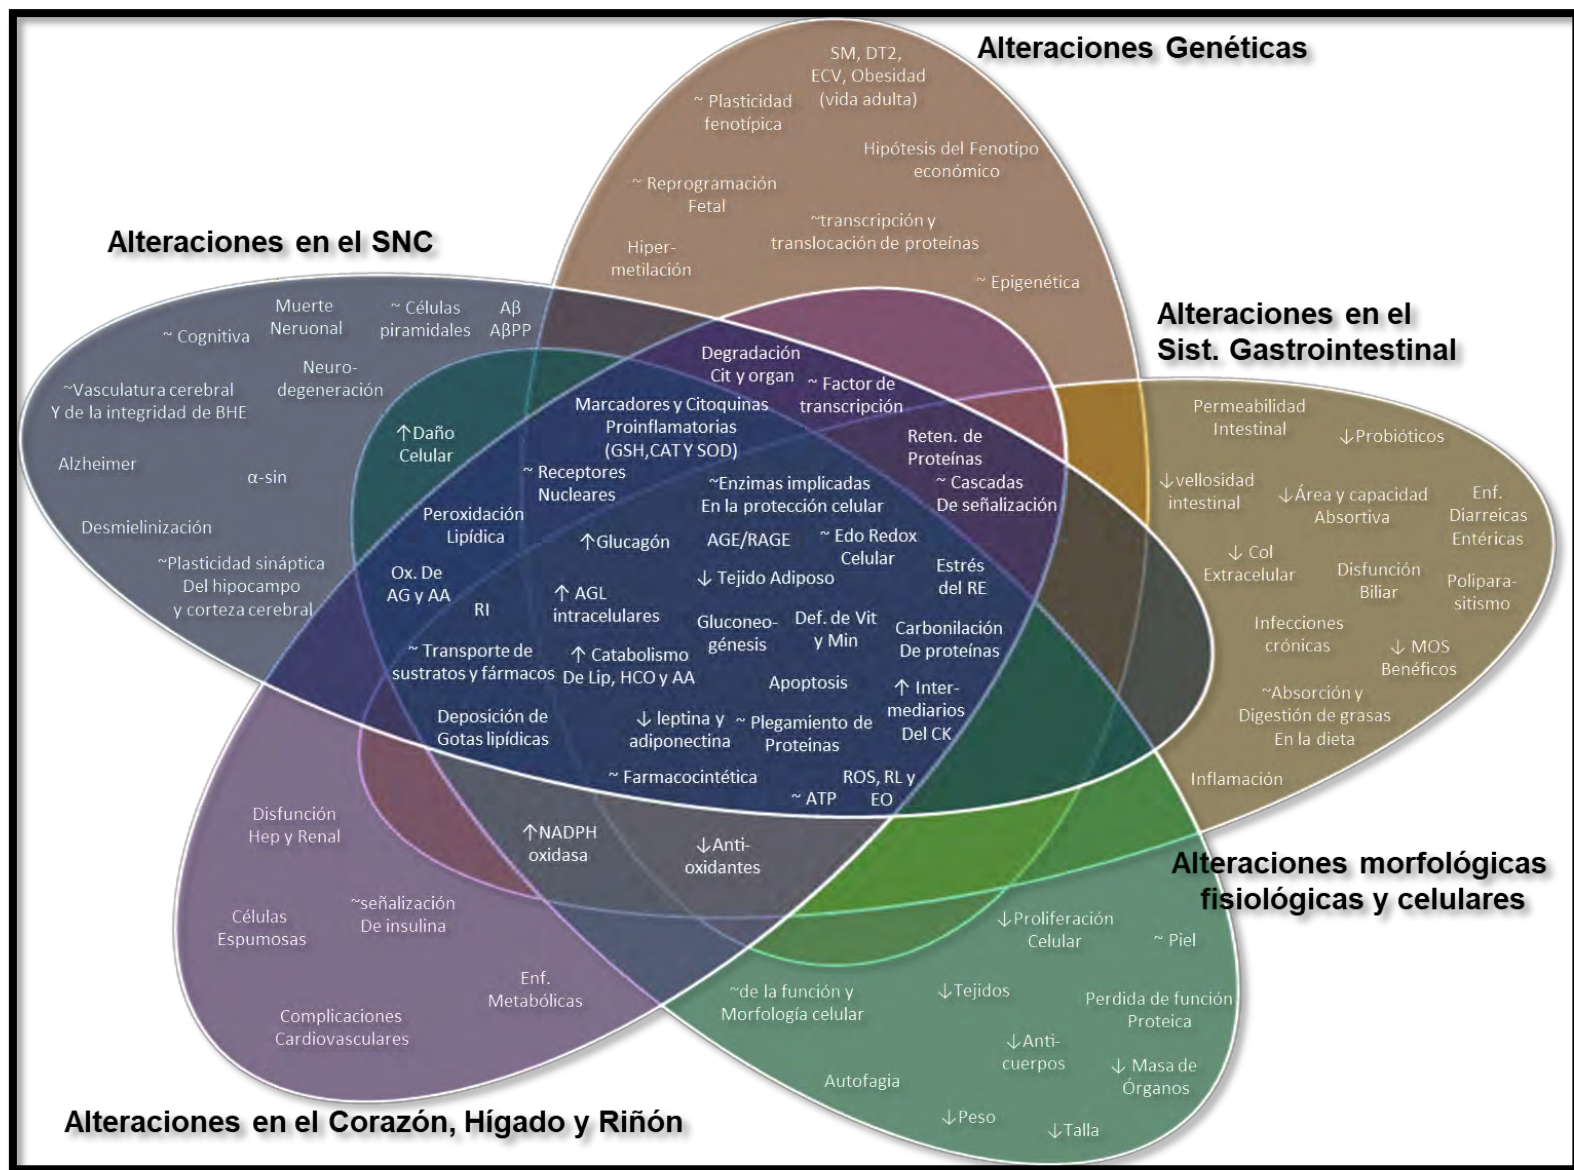 Alteraciones Genéticas
SM, DT2,
ECV, Obesidad
(vida adulta)
~ Plasticidad
fenotípica
Hipótesis del Fenotipo
económico
~ Reprogramación
Fetal
~transcripción y
translocación de proteínas
Hiper-
metilación
~ Epigenética
Alteraciones en el SNC
Muerte
Neruonal
~ Células
piramidales
Aβ
AβPP
~ Cognitiva
Neuro-
degeneración
~Vasculatura cerebral
Y de la integridad de BHE
Alzheimer
α-sin
Desmielinización
~Plasticidad sináptica
Del hipocampo
y corteza cerebral
Alteraciones en el
Sist. Gastrointestinal
Permeabilidad
Intestinal
↓Probióticos
↓vellosidad
intestinal
↓Área y capacidad
Absortiva
Enf.
Diarreicas
Entéricas
↓ Col
Extracelular
Disfunción
Biliar
Polipara-
sitismo
Infecciones
crónicas
↓ MOS
Benéficos
~Absorción y
Digestión de grasas
En la dieta
Inflamación
Degradación
Cit y organ
~ Factor de
transcripción
Marcadores y Citoquinas
Proinflamatorias
(GSH,CAT Y SOD)
↑Daño
Celular
Reten. de
Proteínas
~ Receptores
Nucleares
~Enzimas implicadas
En la protección celular
~ Cascadas
De señalización
Peroxidación
Lipídica
↑Glucagón
AGE/RAGE
~ Edo Redox
Celular
Estrés
del RE
Ox. De
AG y AA
RI
↑ AGL
intracelulares
↓ Tejido Adiposo
Gluconeo-
génesis
Def. de Vit
y Min
Carbonilación
De proteínas
~ Transporte de
sustratos y fármacos
↑ Catabolismo
De Lip, HCO y AA
Apoptosis
↑ Inter-
mediarios
Del CK
Deposición de
Gotas lipídicas
↓ leptina y
adiponectina
~ Plegamiento de
Proteinas
~ Farmacocintética
~ ATP
ROS, RL y
EO
↑NADPH
oxidasa
↓Anti-
oxidantes
Disfunción
Hep y Renal
Células
Espumosas
~señalización
De insulina
Enf.
Metabólicas
Complicaciones
Cardiovasculares
Alteraciones en el Corazón, Hígado y Riñón
Alteraciones morfológicas
fisiológicas y celulares
↓Proliferación
Celular
~ Piel
~de la función y
Morfología celular
↓Tejidos
Perdida de función
Proteica
↓Anti-
cuerpos
Autofagia
↓ Masa de
Órganos
↓Peso
↓Talla